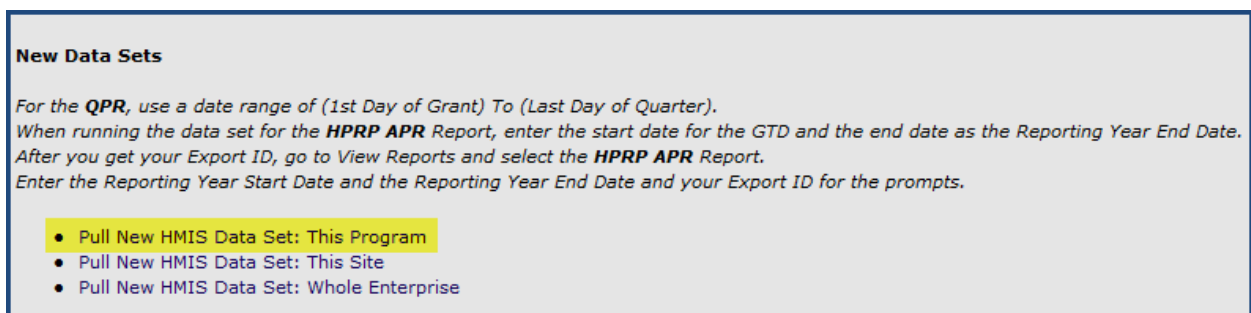 New Data Sets
For the QPR, use a date range of (1st Day of Grant) To (Last Day of Quarter).
When running the data set for the HPRP APR Report, enter the start date for the GTD and the end date as the Reporting Year End Date.
After you get your Export ID, go to View Reports and select the HPRP APR Report.
Enter the Reporting Year Start Date and the Reporting Year End Date and your Export ID for the prompts.
• Pull New HMIS Data Set: This Program
• Pull New HMIS Data Set: This Site
• Pull New HMIS Data Set: Whole Enterprise